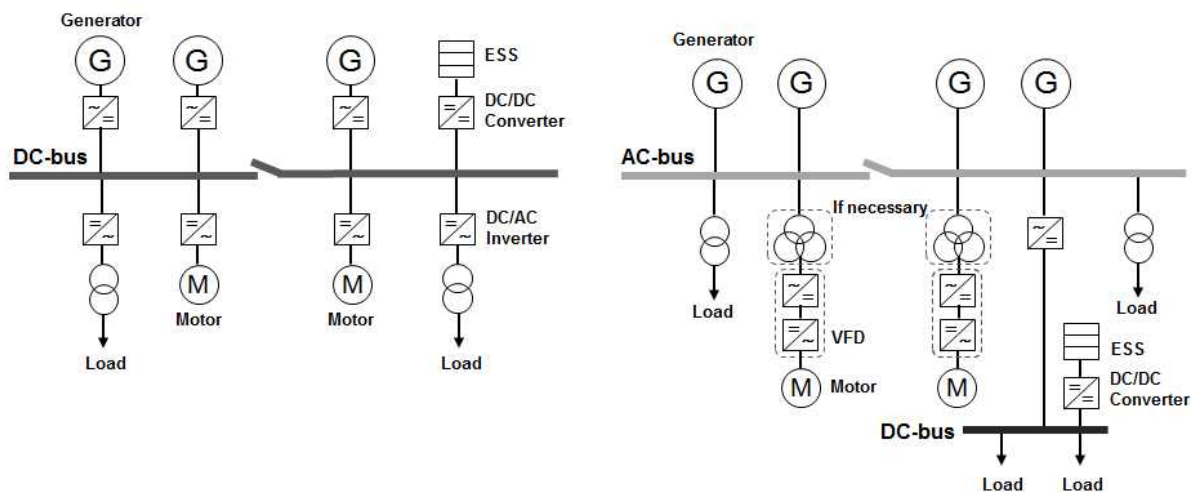 Generator
G
G
G
ESS
DC/DC
Converter
DC-bus
DC/AC
Inverter
M
M
Motor
Motor
Load
Load
Generator
G
G
G
G
AC-bus
If necessary
Load
VFD
Load
ESS
M
Motor
M
DC/DC
Converter
DC-bus
Load
Load